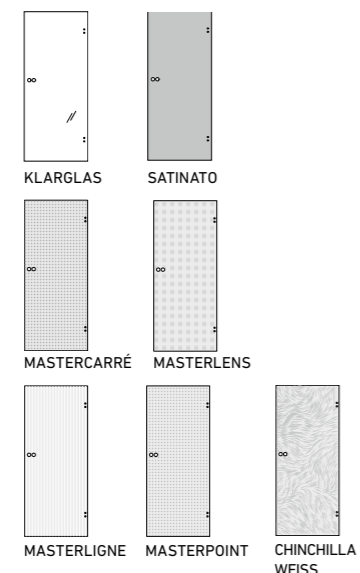 KLARGLAS
SATINATO
MASTERCARRÉ
MASTERLENS
MASTERLIGNE
MASTERPOINT
CHINCHILLA
WEISS